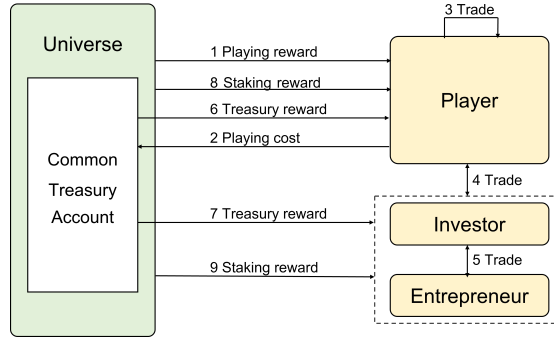 3 Trade
Universe
1 Playing reward
8 Staking reward
Player
6 Treasury reward
2 Playing cost
Common
Treasury
Account
4 Trade
7 Treasury reward
Investor
5 Trade
9 Staking reward
Entrepreneur